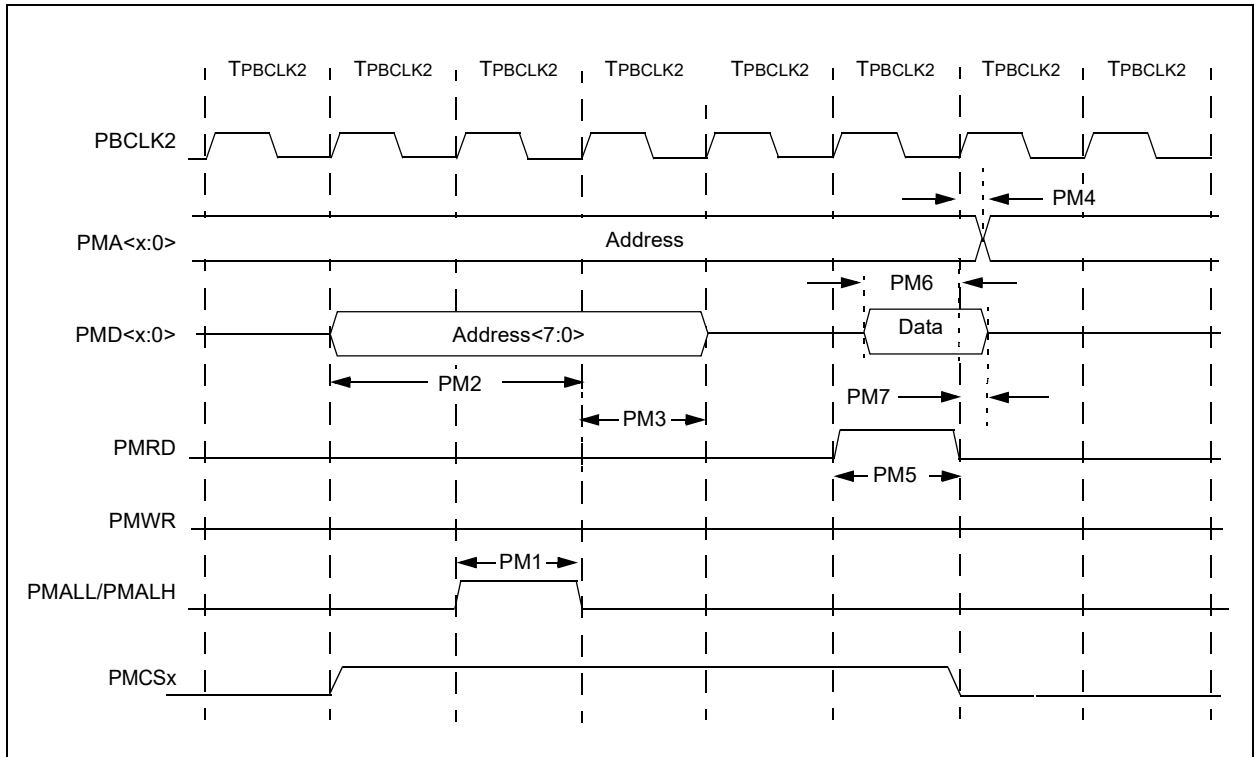 TPBCLK2 TPBCLK2 TPBCLK2 TPBCLK2 TPBCLK2 TPBCLK2 TPBCLK2 TPBCLK2
PBCLK2
PM4
PMA<x:0>
Address
PM6
PMD<x:0>
Address<7:0>
Data
PM2
PM7
PM3
PMRD
PM5
PMWR
PM1
PMALL/PMALH
PMCSx